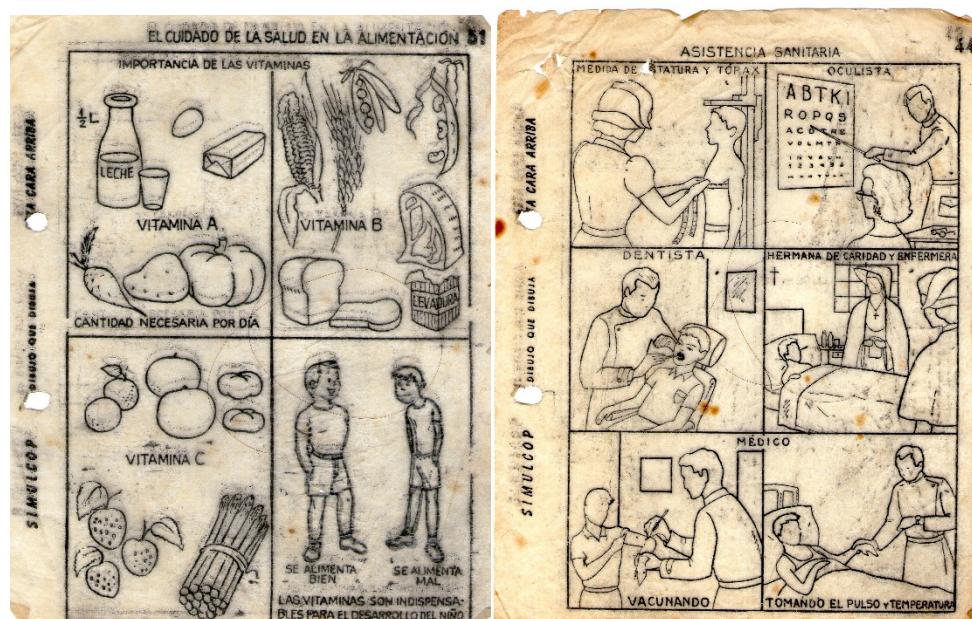 EL CUIDADO DE LA SALUD EN LA ALIMENTACIÓN 51
IMPORTANCIA DE LAS VITAMINAS
½ L
LECHE
VITAMINA A
VITAMINA B
LEVADURA
CANTIDAD NECESARIA POR DÍA
VITAMINA C
SE ALIMENTA
BIEN
SE ALIMENTA
MAL
LAS VITAMINAS SON INDISPENSA-
BLES PARA EL DESARROLLO DEL NIÑO
TA CARA ARRIBA
DIBUJO QUE DIBUJA
SIMULCOP
ASISTENCIA SANITARIA
MEDIDA DE ESTATURA Y TÓRAX
OCULISTA
ABTKI
ROPQS
DENTISTA
HERMANA DE CARIDAD Y ENFERMERA
MÉDICO
VACUNANDO
TOMANDO EL PULSO Y TEMPERATURA
TA CARA ARRIBA
DIBUJO QUE DIBUJA
SIMULCOP